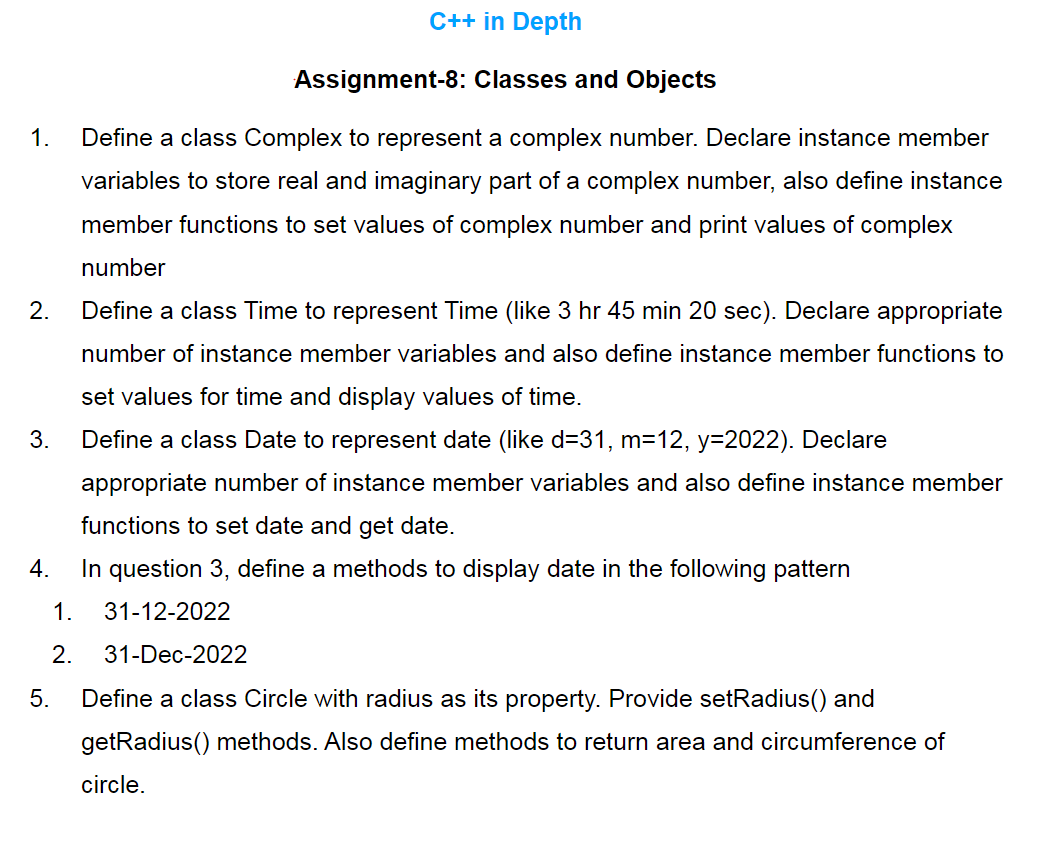 C++ in Depth
Assignment-8: Classes and Objects
1. Define a class Complex to represent a complex number. Declare instance member
variables to store real and imaginary part of a complex number, also define instance
member functions to set values of complex number and print values of complex
number
2. Define a class Time to represent Time (like 3 hr 45 min 20 sec). Declare appropriate
number of instance member variables and also define instance member functions to
set values for time and display values of time.
3. Define a class Date to represent date (like d=31, m=12, y=2022). Declare
appropriate number of instance member variables and also define instance member
functions to set date and get date.
4. In question 3, define a methods to display date in the following pattern
1. 31-12-2022
2. 31-Dec-2022
5. Define a class Circle with radius as its property. Provide setRadius() and
getRadius() methods. Also define methods to return area and circumference of
circle.